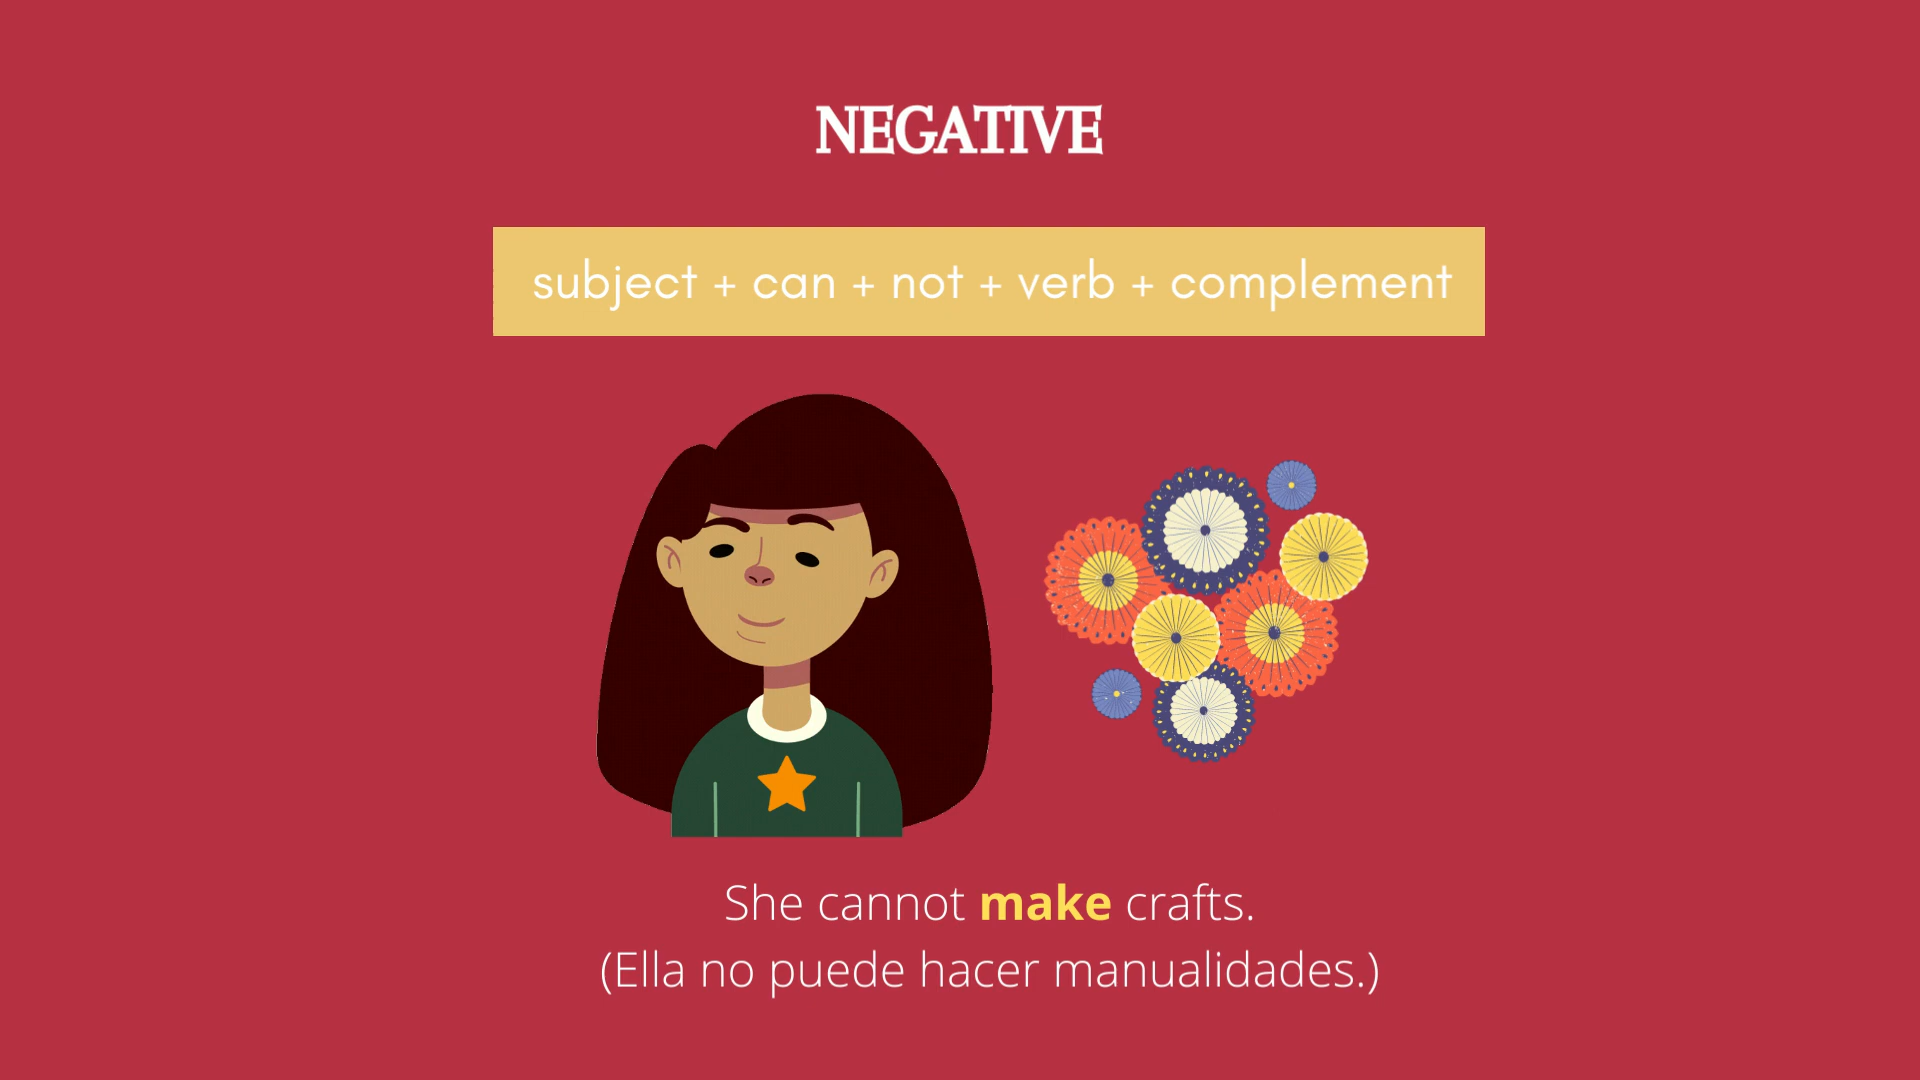 NEGATIVE
subject + can + not + verb + complement
She cannot make crafts.
(Ella no puede hacer manualidades.)